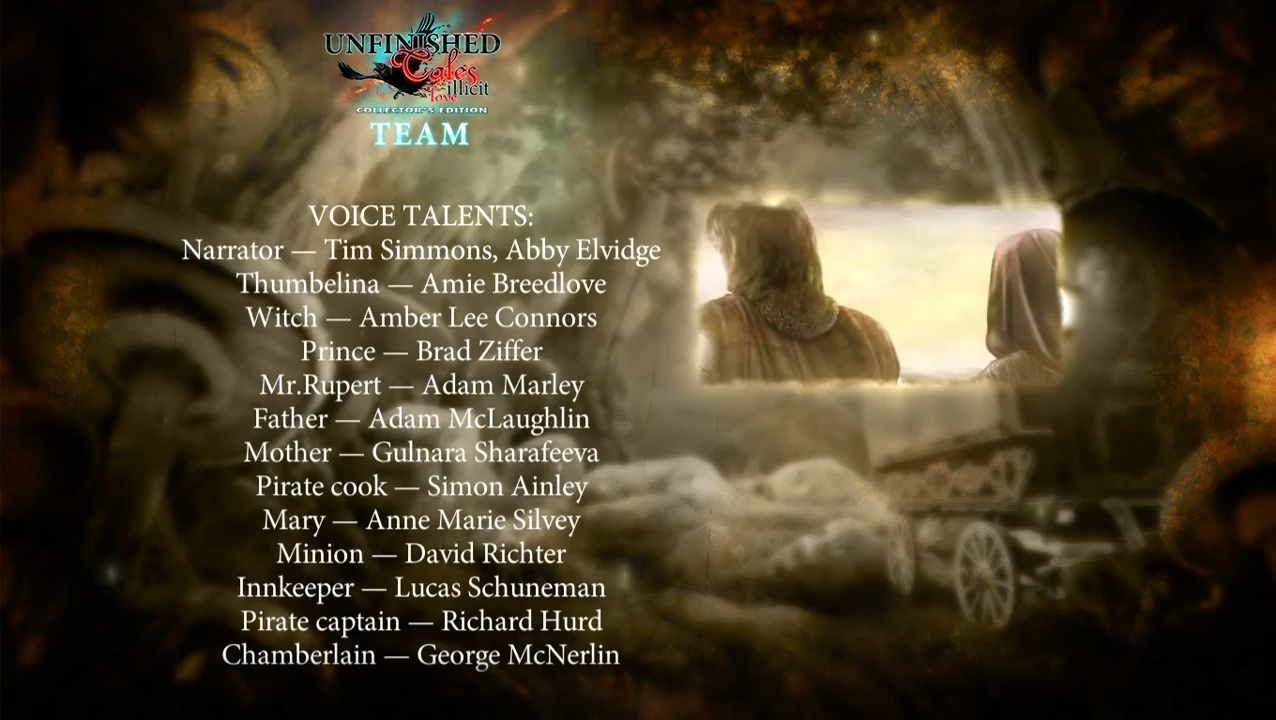 UNFINISHED
Tales
illicit
love
COLLECTOR'S EDITION
TEAM
VOICE TALENTS:
Narrator — Tim Simmons, Abby Elvidge
Thumbelina — Amie Breedlove
Witch — Amber Lee Connors
Prince — Brad Ziffer
Mr.Rupert — Adam Marley
Father — Adam McLaughlin
Mother — Gulnara Sharafeeva
Pirate cook — Simon Ainley
Mary — Anne Marie Silvey
Minion — David Richter
Innkeeper — Lucas Schuneman
Pirate captain — Richard Hurd
Chamberlain — George McNerlin